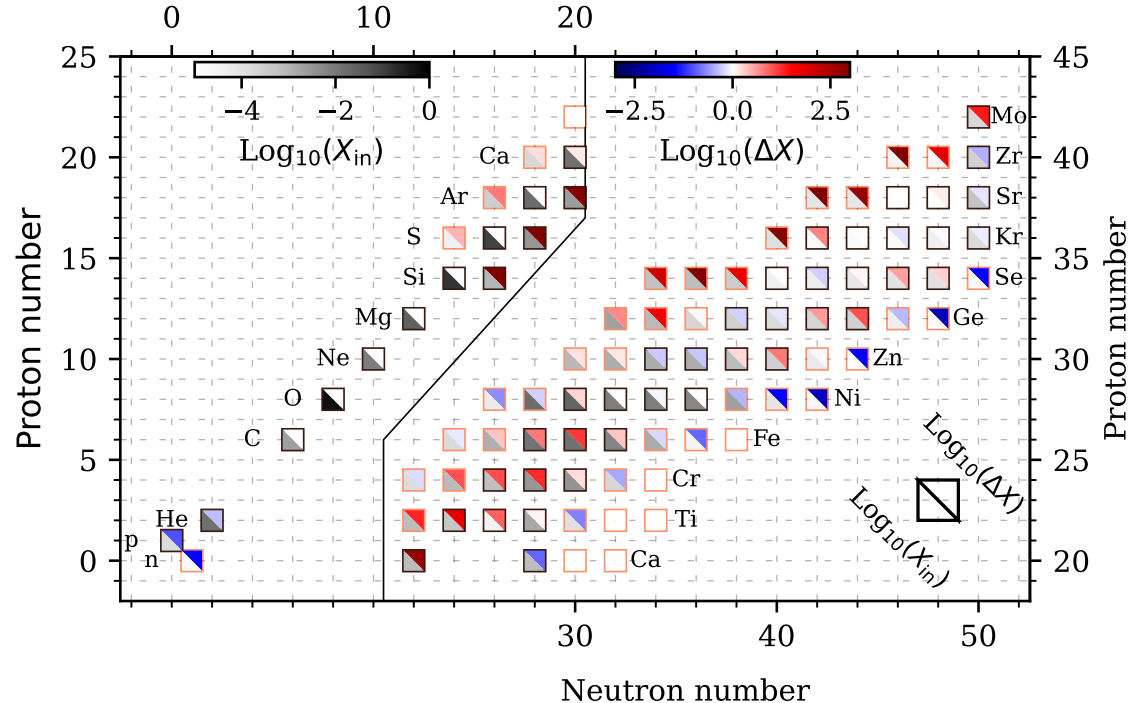 0 10 20
25 45
−4 −2 0 −2.5 0.0 2.5
Log₁₀(Xᵢₙ) Log₁₀(ΔX)
Mo
20 Ca Zr 40
Ar Sr
S Kr
15 Si Se 35
Mg Ge
10 Ne Zn 30
O Ni
C Fe
5 Cr 25
He Ti
p
0 n Ca 20
Log₁₀(ΔX)
Log₁₀(Xᵢₙ)
30 40 50
Neutron number
Proton number
Proton number